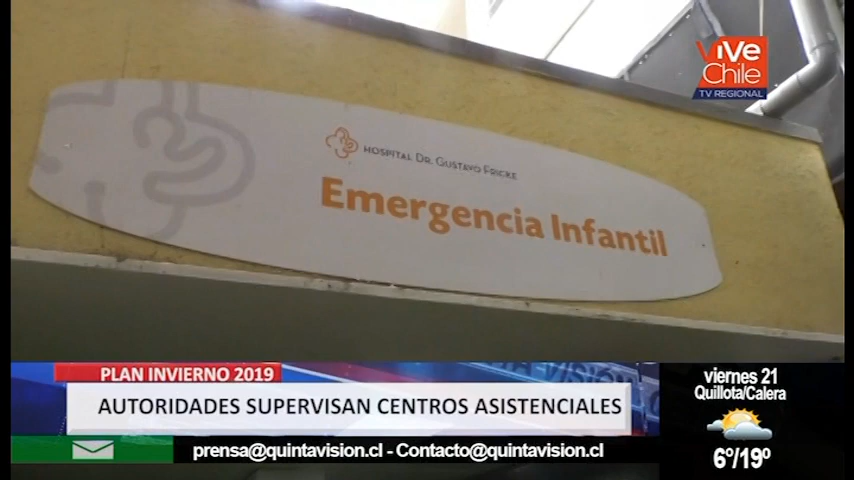 ViVe
Chile
TV REGIONAL
HOSPITAL DR. GUSTAVO FRICKE
Emergencia Infantil
PLAN INVIERNO 2019
AUTORIDADES SUPERVISAN CENTROS ASISTENCIALES
prensa@quintavision.cl - Contacto@quintavision.cl
viernes 21
Quillota/Calera
6º/19º